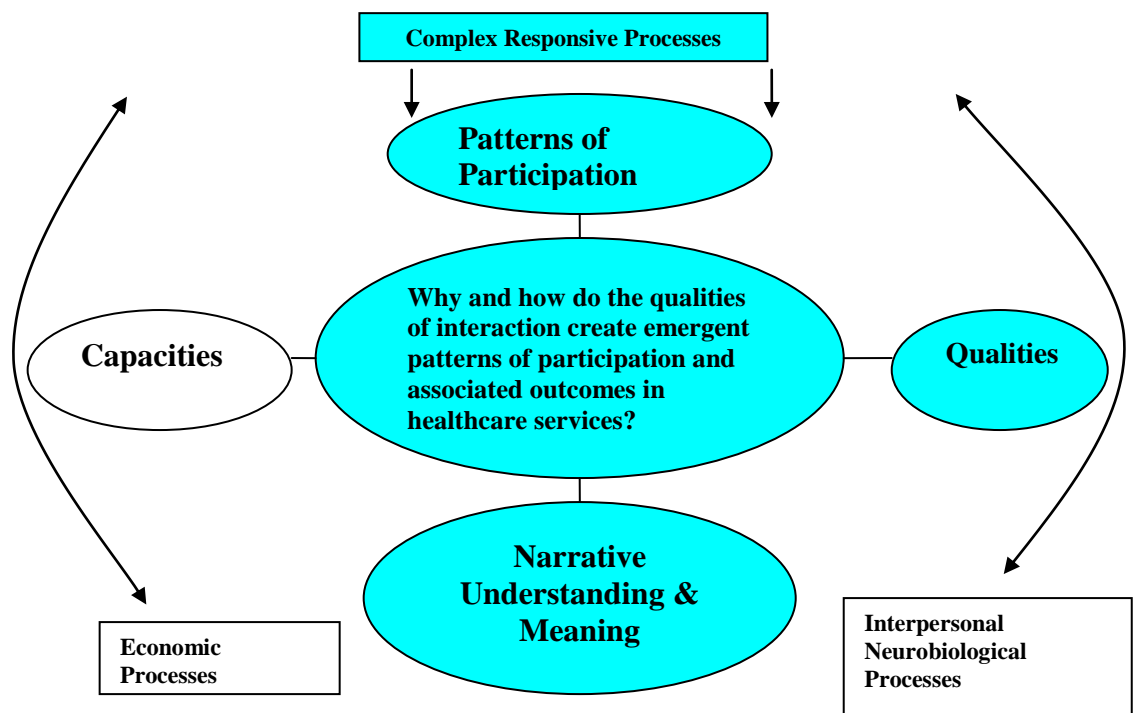 Complex Responsive Processes
Patterns of
Participation
Why and how do the qualities
of interaction create emergent
patterns of participation and
associated outcomes in
healthcare services?
Capacities
Qualities
Narrative
Understanding &
Meaning
Economic
Processes
Interpersonal
Neurobiological
Processes